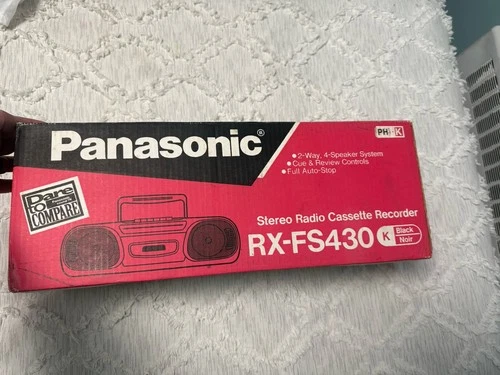 Panasonic®
PH K
●2-Way, 4-Speaker System
●Cue & Review Controls
●Full Auto-Stop
Dare
TO
COMPARE!
Stereo Radio Cassette Recorder
RX-FS430
K
Black
Noir